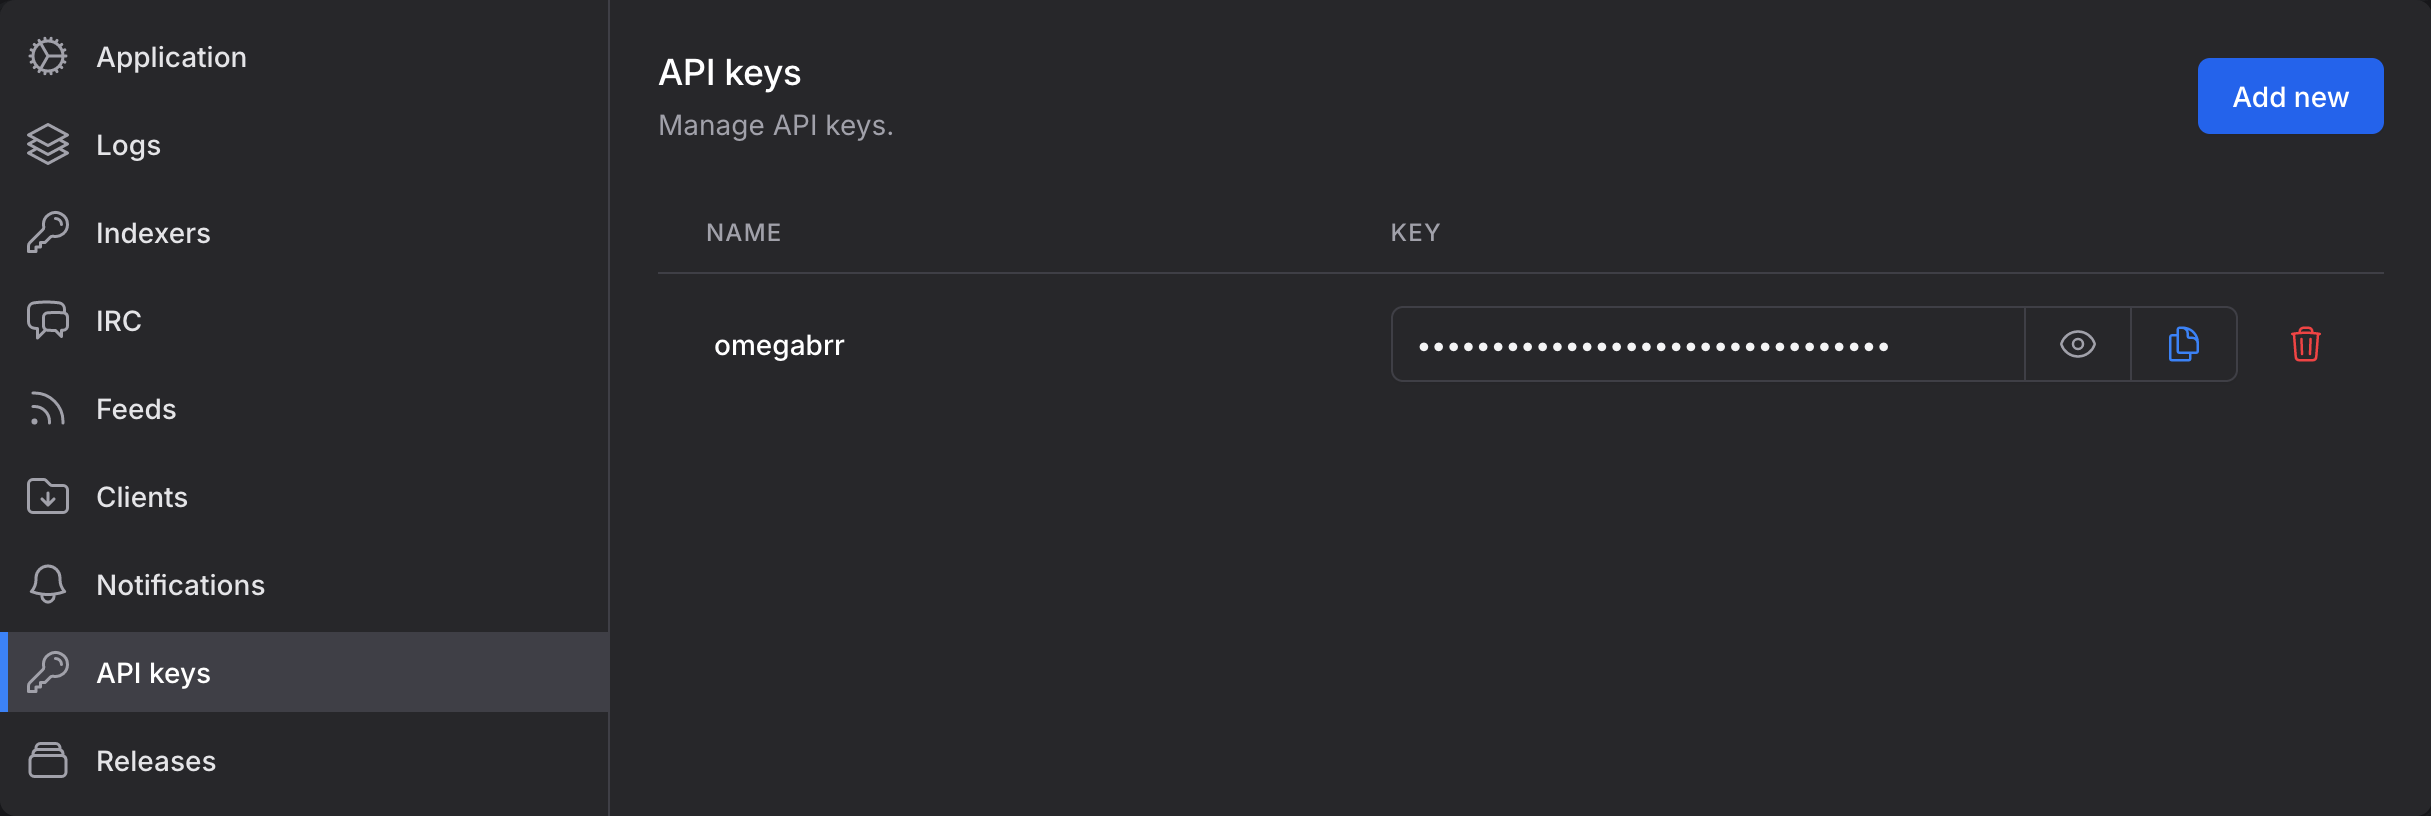 Application
Logs
Indexers
IRC
Feeds
Clients
Notifications
API keys
Releases
API keys
Manage API keys.
Add new
NAME
KEY
omegabrr
••••••••••••••••••••••••••••••••